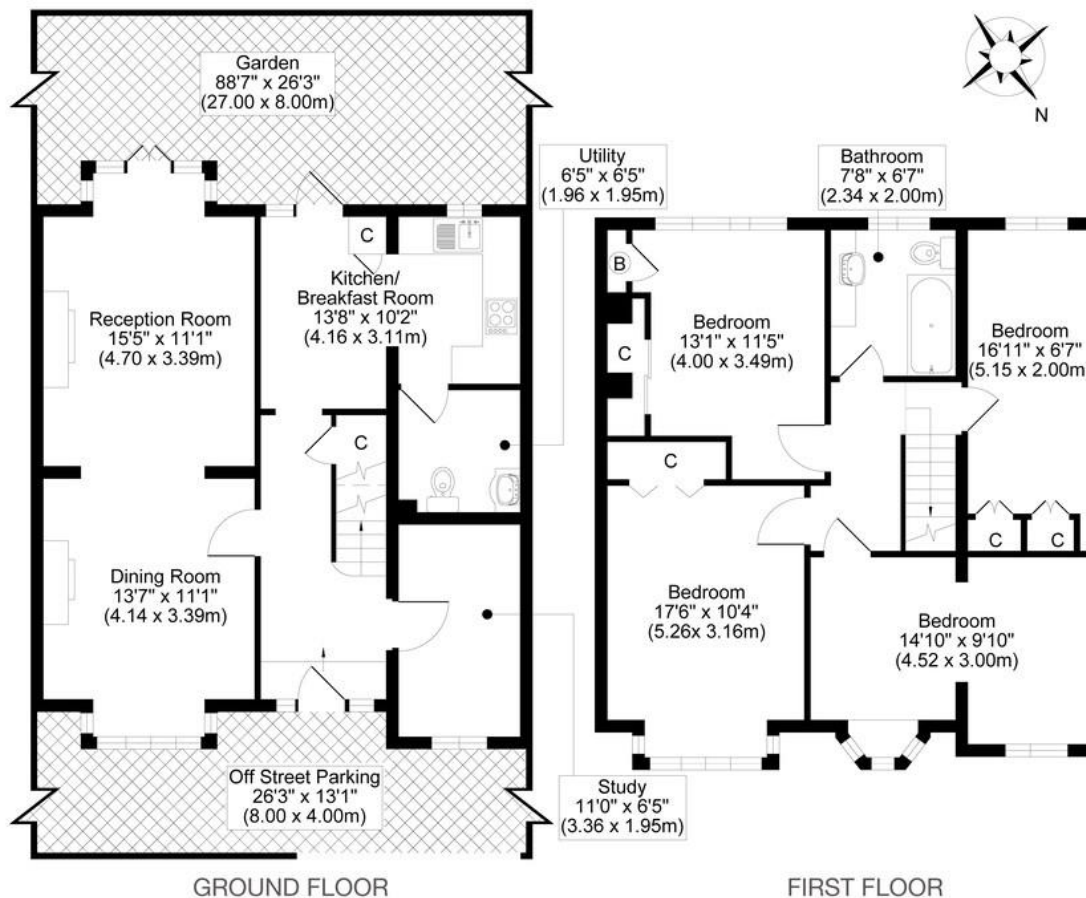 Garden
88'7" x 26'3"
(27.00 x 8.00m)
N
Utility
6'5" x 6'5"
(1.96 x 1.95m)
Bathroom
7'8" x 6'7"
(2.34 x 2.00m)
C
B
Kitchen/
Breakfast Room
13'8" x 10'2"
(4.16 x 3.11m)
Reception Room
15'5" x 11'1"
(4.70 x 3.39m)
Bedroom
13'1" x 11'5"
(4.00 x 3.49m)
C
Bedroom
16'11" x 6'7"
(5.15 x 2.00m
C
C
C
C
Dining Room
13'7" x 11'1"
(4.14 x 3.39m)
Bedroom
17'6" x 10'4"
(5.26x 3.16m)
Bedroom
14'10" x 9'10"
(4.52 x 3.00m)
Off Street Parking
26'3" x 13'1"
(8.00 x 4.00m)
Study
11'0" x 6'5"
(3.36 x 1.95m)
GROUND FLOOR
FIRST FLOOR